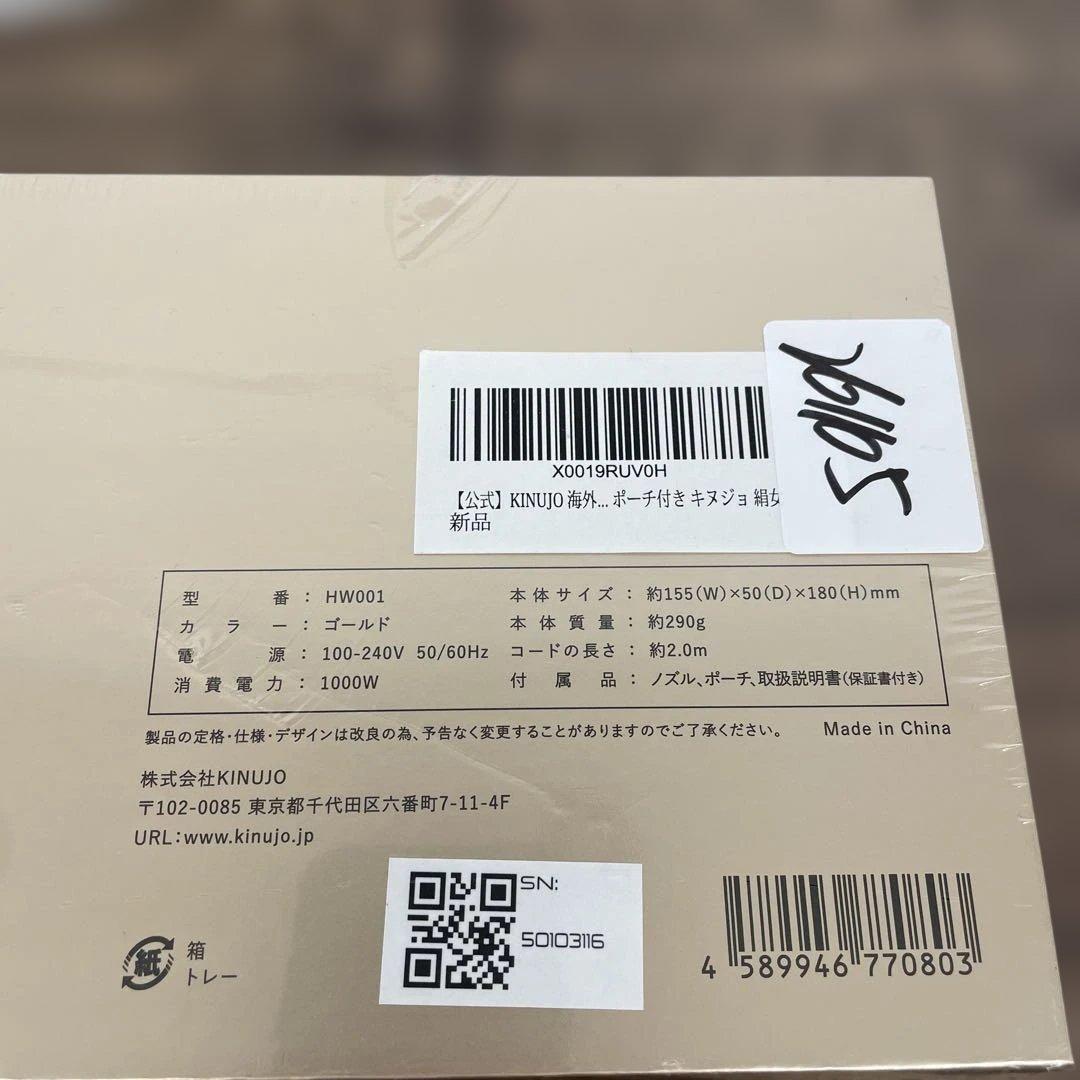 X0019RUV0H
【公式】KINUJO 海外... ポーチ付き キヌジョ 絹女
新品
型番：HW001
カラー：ゴールド
電源：100-240V 50/60Hz
消費電力：1000W
本体サイズ：約155(W)×50(D)×180(H)mm
本体質量：約290g
コードの長さ：約2.0m
付属品：ノズル、ポーチ、取扱説明書(保証書付き)
製品の定格・仕様・デザインは改良の為、予告なく変更することがありますのでご了承ください。
Made in China
株式会社KINUJO
〒102-0085 東京都千代田区六番町7-11-4F
URL：www.kinujo.jp
紙
箱
トレー
SN:
50103116
4 589946 770803